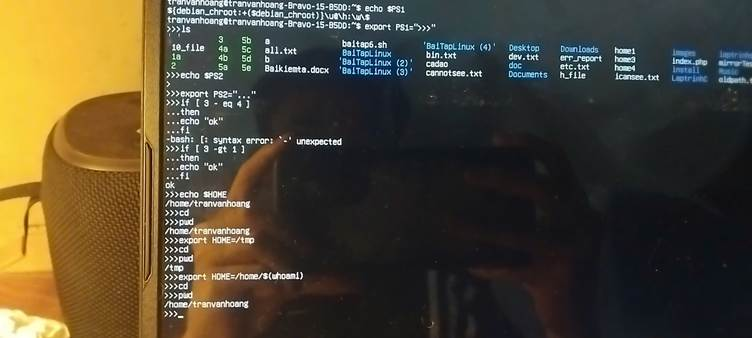 tranvanhoang@tranvanhoang-Bravo-15-B5DD:~$ echo $PS1
${debian_chroot:+($debian_chroot)}\u@\h:\w\$
tranvanhoang@tranvanhoang-Bravo-15-B5DD:~$ export PS1=">>>"
>>>ls
3 5b a baitap6.sh 'BaiTapLinux (4)' Desktop Downloads home1 images
10_file 4a 5c all.txt BaiTapLinux bin.txt dev.txt err_report home3 index.php
1a 4b 5d b 'BaiTapLinux (2)' cadao doc etc.txt home4 install Music
2 5a 5e Baikiemta.docx 'BaiTapLinux (3)' cannotsee.txt Documents h_file icansee.txt
>>>echo $PS2

>>>export PS2="..."
>>>if [ 3 - eq 4 ]
...then
...echo "ok"
...fi
-bash: [: syntax error: `-' unexpected
>>>if [ 3 -gt 1 ]
...then
...echo "ok"
...fi
ok
>>>echo $HOME
/home/tranvanhoang
>>>cd
>>>pwd
/home/tranvanhoang
>>>export HOME=/tmp
>>>cd
>>>pwd
/tmp
>>>export HOME=/home/$(whoami)
>>>cd
>>>pwd
/home/tranvanhoang
>>>_